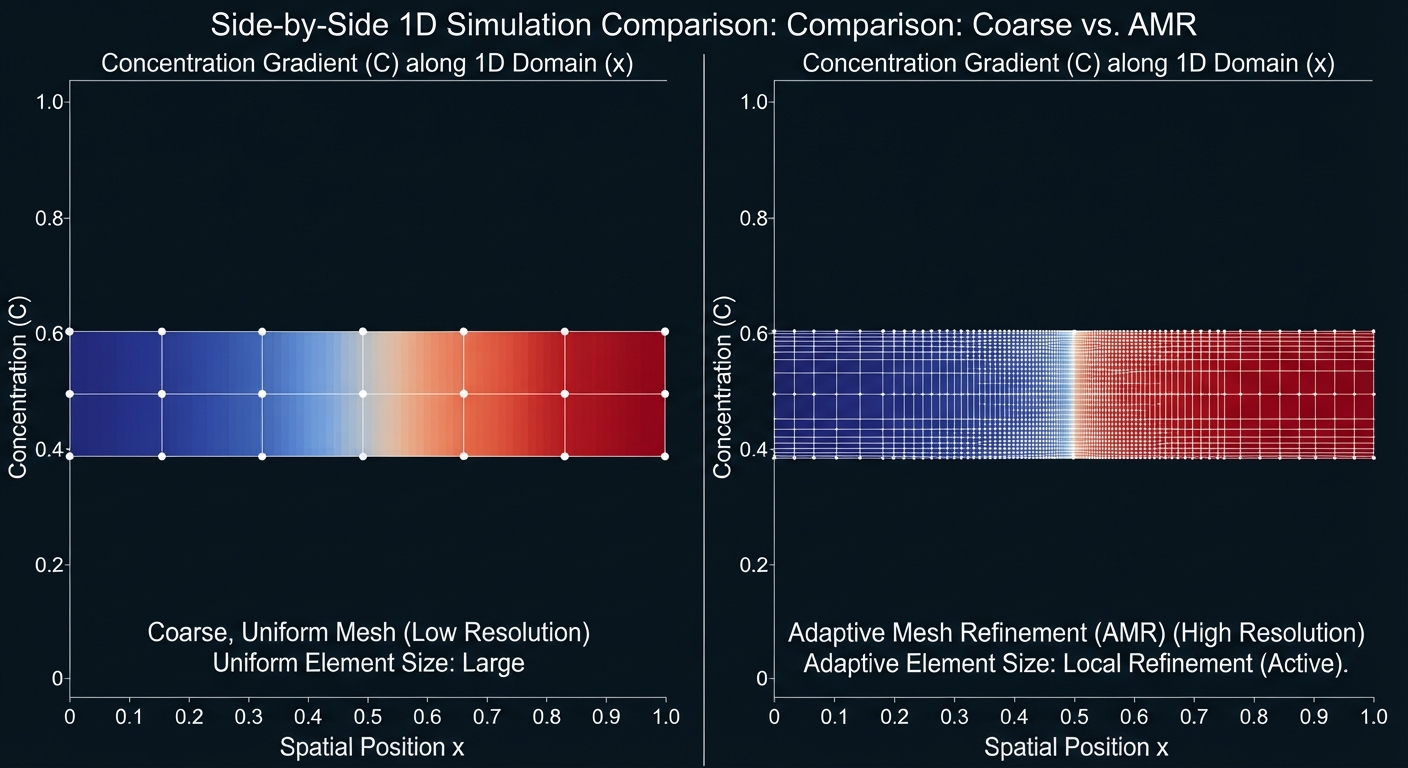 Side-by-Side 1D Simulation Comparison: Comparison: Coarse vs. AMR
Concentration Gradient (C) along 1D Domain (x)
1.0
0.8
0.6
0.4
0.2
0
Concentration (C)
Coarse, Uniform Mesh (Low Resolution)
Uniform Element Size: Large
0 0.1 0.2 0.3 0.4 0.5 0.6 0.7 0.8 0.9 1.0
Spatial Position x
Concentration Gradient (C) along 1D Domain (x)
1.0
0.8
0.6
0.4
0.2
0
Concentration (C)
Adaptive Mesh Refinement (AMR) (High Resolution)
Adaptive Element Size: Local Refinement (Active).
0 0.1 0.2 0.3 0.4 0.5 0.6 0.7 0.8 0.9 1.0
Spatial Position x